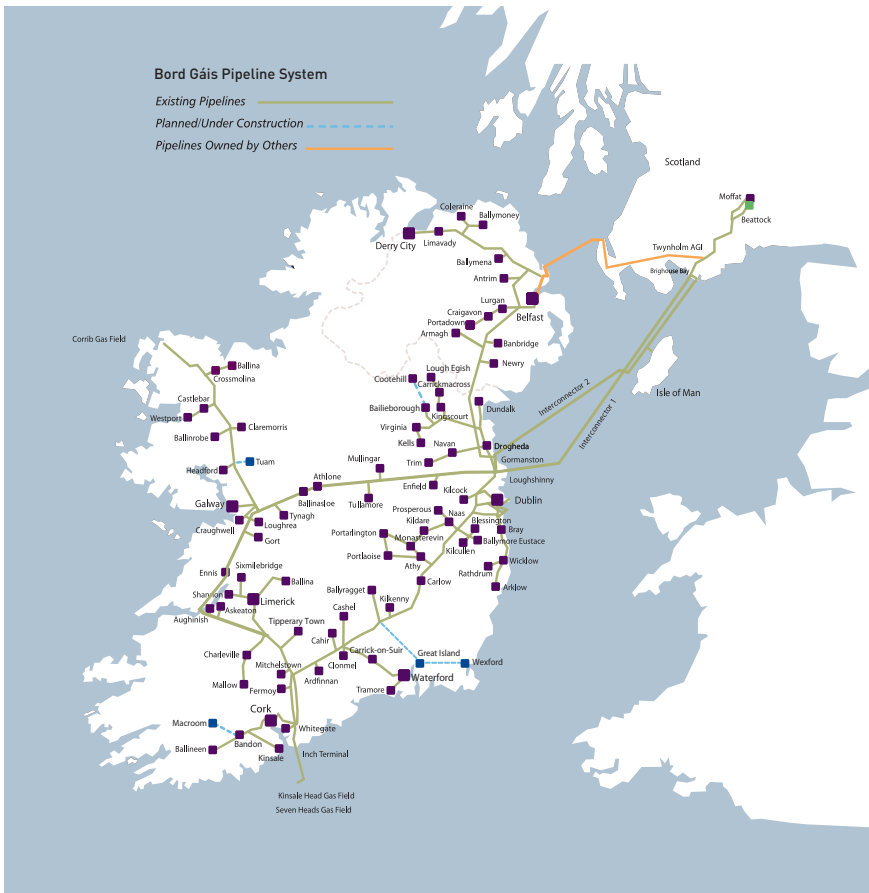 Bord Gáis Pipeline System
Existing Pipelines
Planned/Under Construction
Pipelines Owned by Others
Scotland
Moffat
Beattock
Twynholm AGI
Brighouse Bay
Isle of Man
Interconnector 2
Interconnector 1
Coleraine
Ballymoney
Derry City
Limavady
Ballymena
Antrim
Lurgan
Belfast
Craigavon
Portadown
Armagh
Banbridge
Newry
Lough Egish
Cootehill
Carrickmacross
Dundalk
Bailieborough
Kingscourt
Virginia
Kells
Navan
Drogheda
Trim
Gormanston
Loughshinny
Corrib Gas Field
Ballina
Crossmolina
Castlebar
Westport
Claremorris
Ballinrobe
Headford
Tuam
Mullingar
Athlone
Galway
Ballinasloe
Tullamore
Enfield
Kilcock
Dublin
Craughwell
Loughrea
Tynagh
Gort
Prosperous
Naas
Kildare
Blessington
Bray
Portarlington
Monasterevin
Ballymore Eustace
Kilcullen
Portlaoise
Athy
Wicklow
Rathdrum
Arklow
Carlow
Ennis
Sixmilebridge
Ballina
Shannon
Limerick
Askeaton
Aughinish
Ballyragget
Kilkenny
Cashel
Tipperary Town
Cahir
Carrick-on-Suir
Great Island
Wexford
Clonmel
Charleville
Mitchelstown
Ardfinnan
Waterford
Mallow
Fermoy
Tramore
Cork
Macroom
Whitegate
Bandon
Ballineen
Kinsale
Inch Terminal
Kinsale Head Gas Field
Seven Heads Gas Field